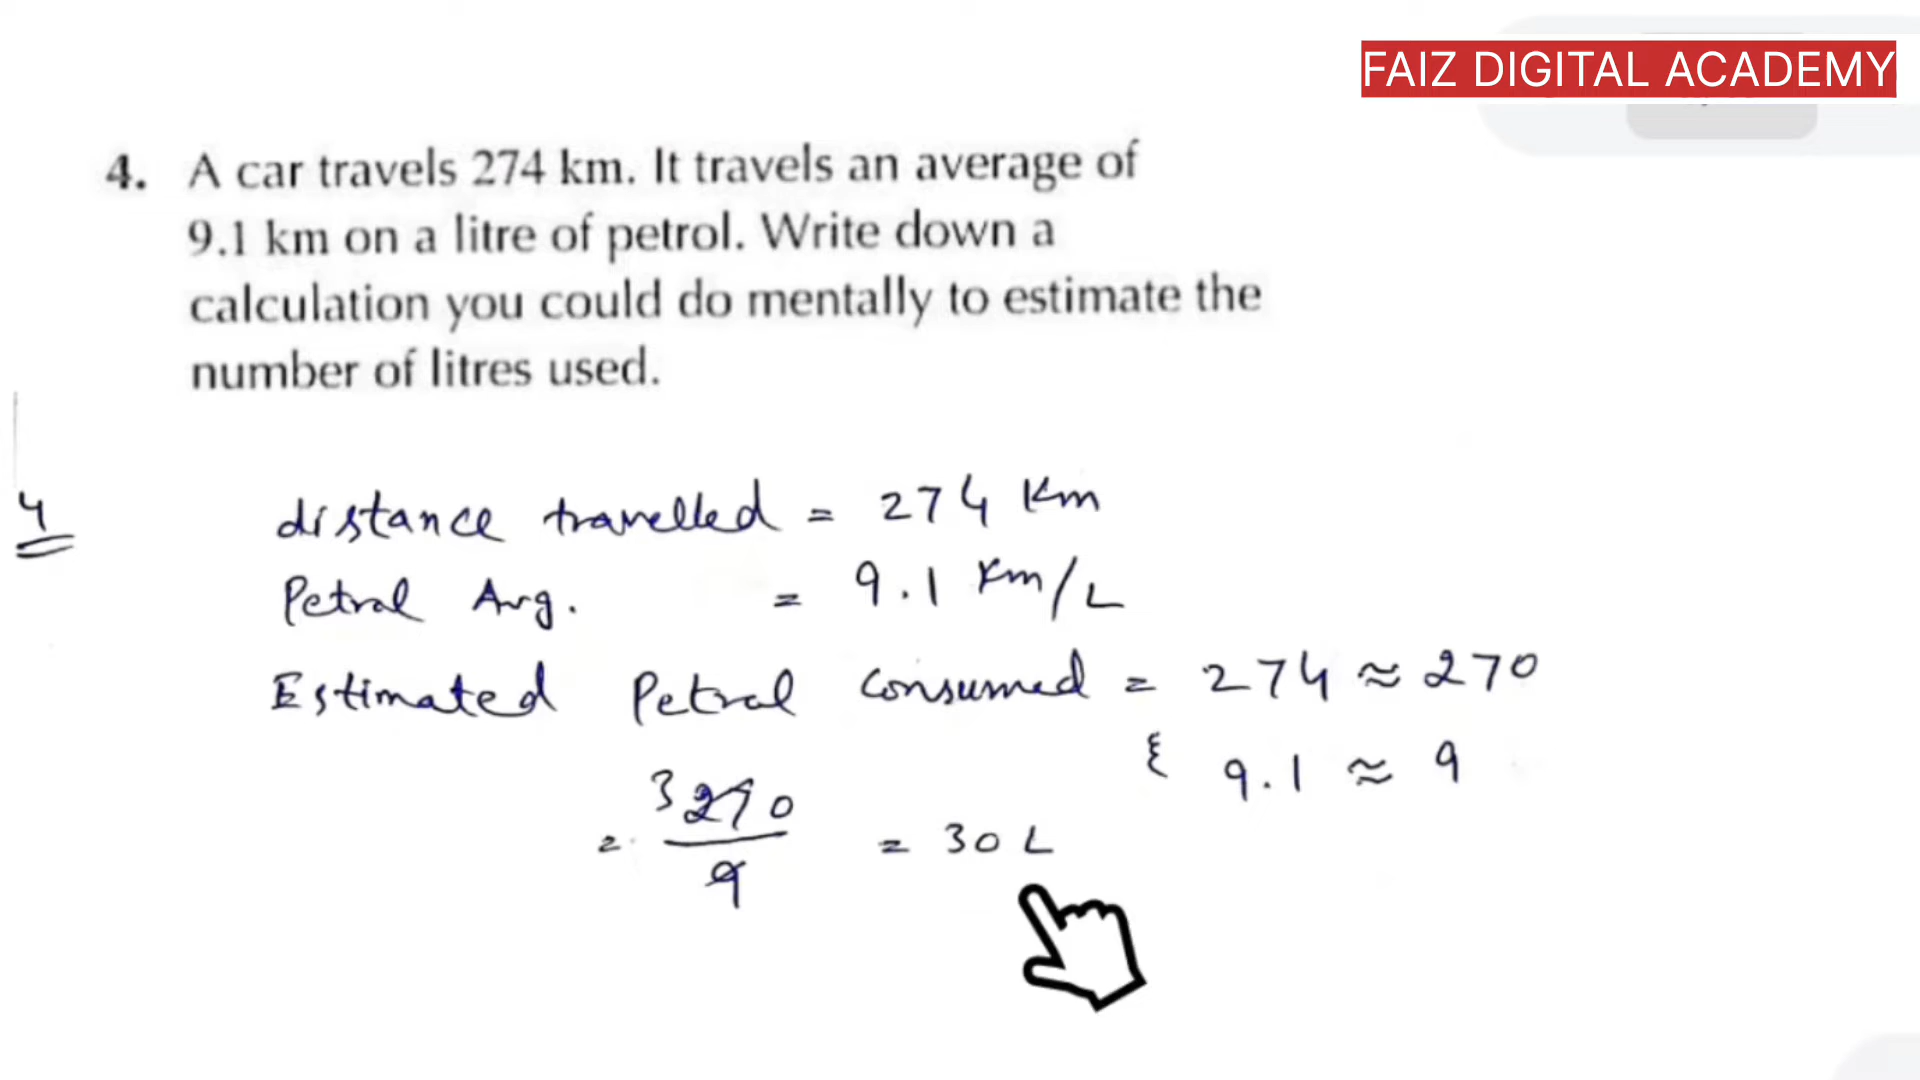 FAIZ DIGITAL ACADEMY
4. A car travels 274 km. It travels an average of
9.1 km on a litre of petrol. Write down a
calculation you could do mentally to estimate the
number of litres used.
4
distance travelled = 274 Km
Petrol Avg. = 9.1 Km/L
Estimated Petrol Consumed = 274 ≈ 270
& 9.1 ≈ 9
= 3 270 / 9 = 30 L